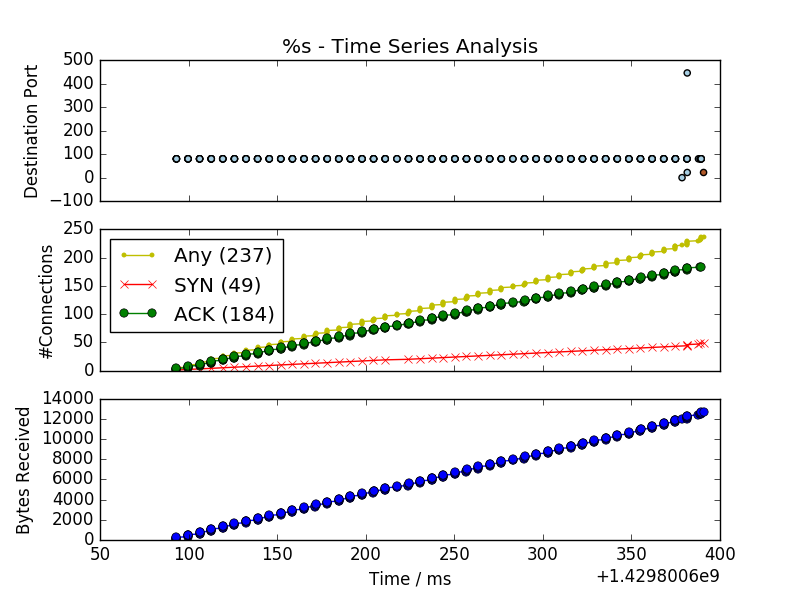 %s - Time Series Analysis
Destination Port
500
400
300
200
100
0
−100
#Connections
250
200
150
100
50
0
Any (237)
SYN (49)
ACK (184)
Bytes Received
14000
12000
10000
8000
6000
4000
2000
0
50 100 150 200 250 300 350 400
Time / ms
+1.4298006e9